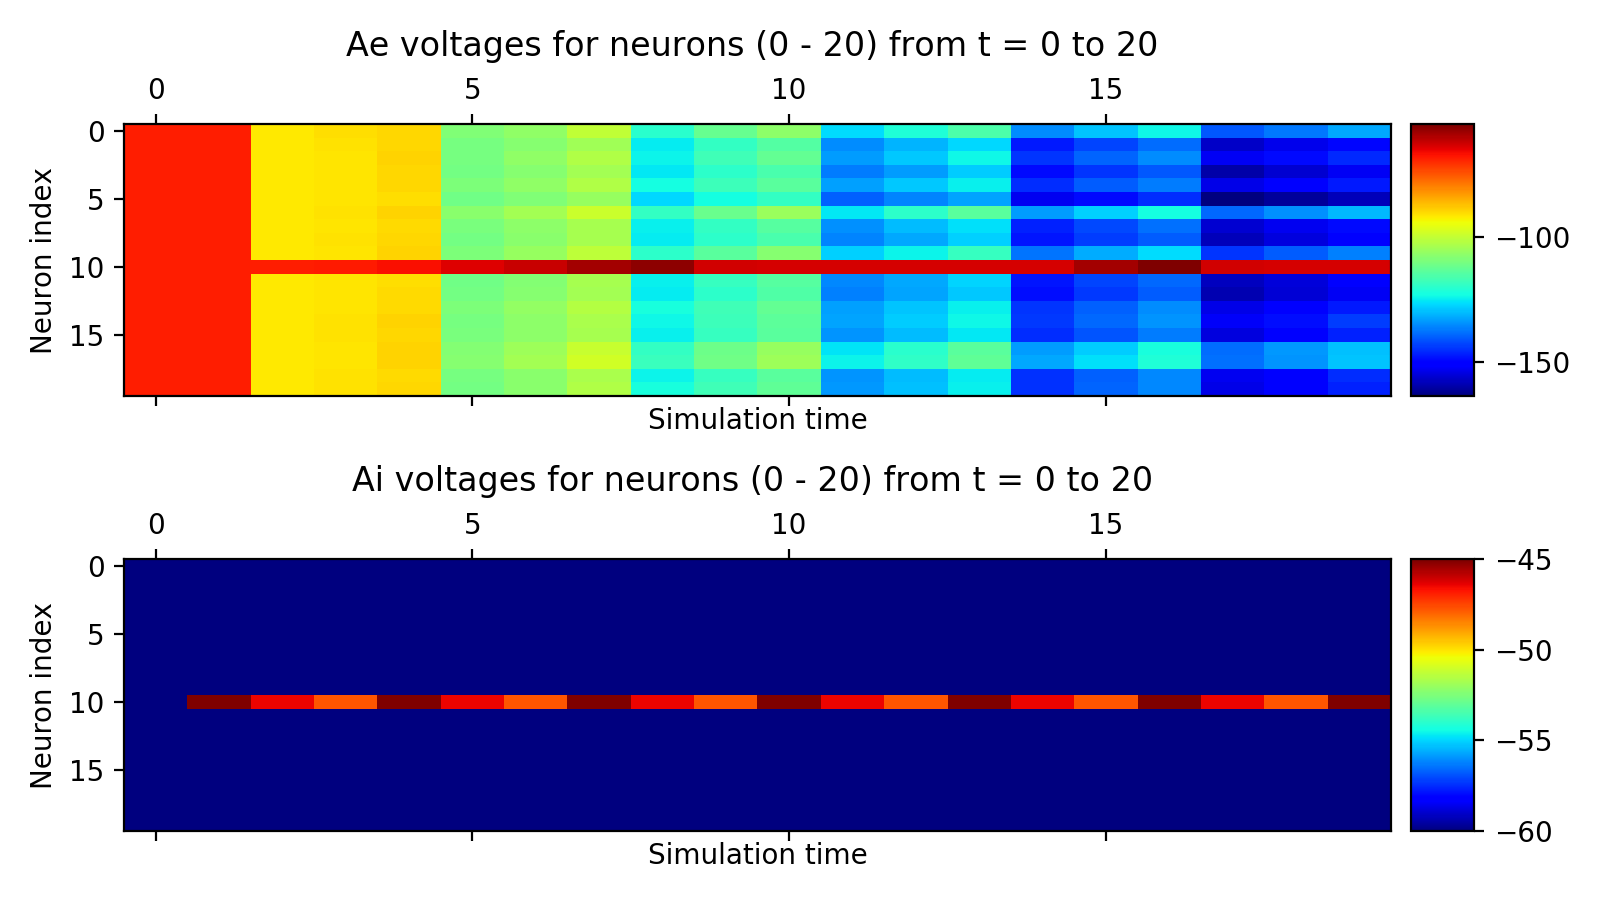 Ae voltages for neurons (0 - 20) from t = 0 to 20
0 5 10 15
Neuron index
0
5
10
15
−100
−150
Simulation time
Ai voltages for neurons (0 - 20) from t = 0 to 20
0 5 10 15
Neuron index
0
5
10
15
−45
−50
−55
−60
Simulation time